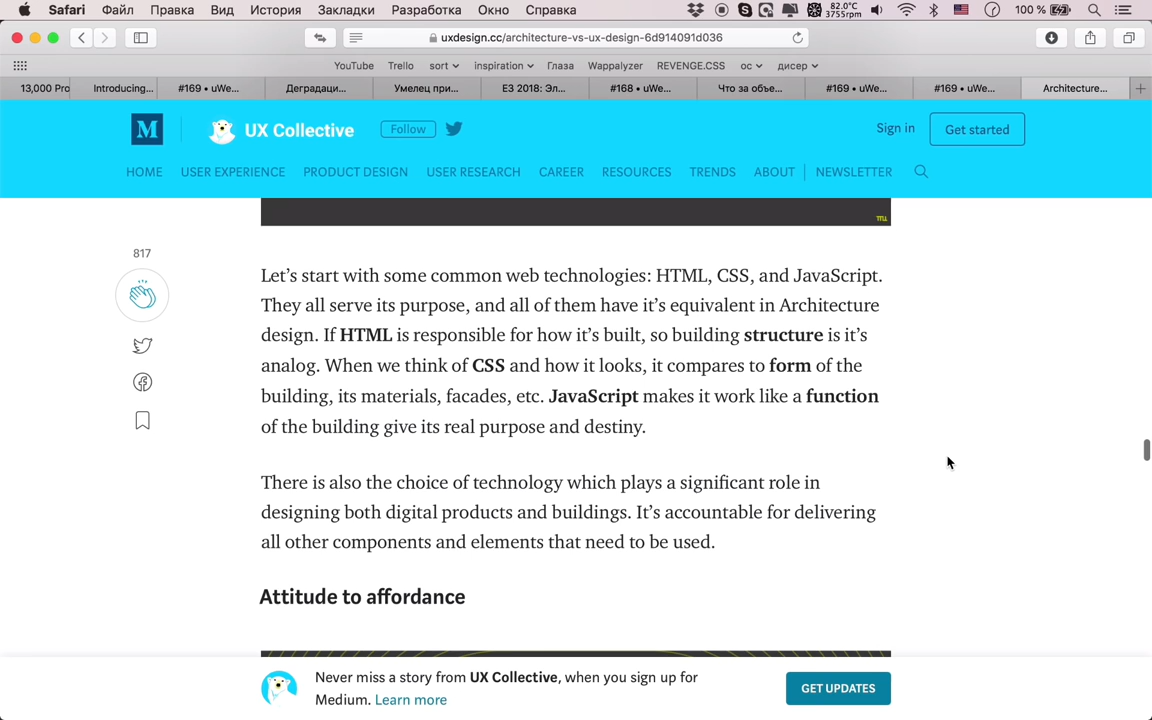 Safari Файл Правка Вид История Закладки Разработка Окно Справка 82.0°C 3755rpm 100 %
uxdesign.cc/architecture-vs-ux-design-6d914091d036
YouTube Trello sort inspiration Глаза Wappalyzer REVENGE.CSS ос дисер
13,000 Pro Introducing... #169 • uWe... Деградаци... Умелец при... E3 2018: Эл... #168 • uWe... Что за объе... #169 • uWe... #169 • uWe... Architecture...
M UX Collective Follow Sign in Get started
HOME USER EXPERIENCE PRODUCT DESIGN USER RESEARCH CAREER RESOURCES TRENDS ABOUT NEWSLETTER
817
Let's start with some common web technologies: HTML, CSS, and JavaScript.
They all serve its purpose, and all of them have it's equivalent in Architecture
design. If HTML is responsible for how it's built, so building structure is it's
analog. When we think of CSS and how it looks, it compares to form of the
building, its materials, facades, etc. JavaScript makes it work like a function
of the building give its real purpose and destiny.
There is also the choice of technology which plays a significant role in
designing both digital products and buildings. It's accountable for delivering
all other components and elements that need to be used.
Attitude to affordance
Never miss a story from UX Collective, when you sign up for
Medium. Learn more
GET UPDATES